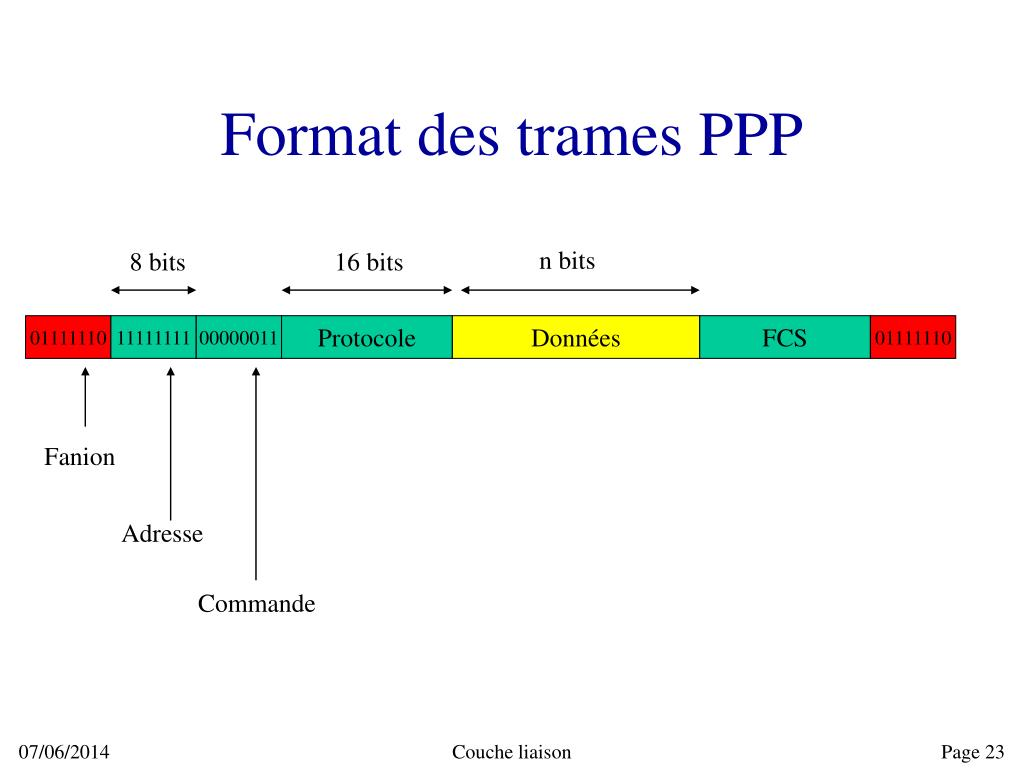 Format des trames PPP
8 bits 16 bits n bits
01111110 11111111 00000011 Protocole Données FCS 01111110
Fanion
Adresse
Commande
07/06/2014 Couche liaison Page 23